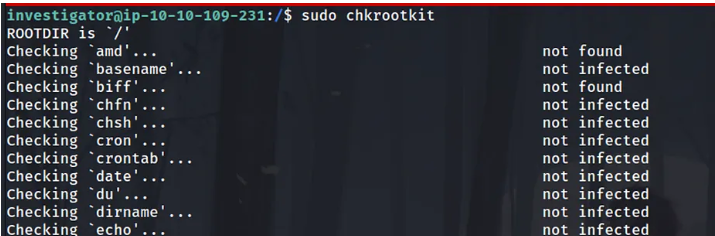 investigator@ip-10-10-109-231:/$ sudo chkrootkit
ROOTDIR is `/'
Checking `amd'... not found
Checking `basename'... not infected
Checking `biff'... not found
Checking `chfn'... not infected
Checking `chsh'... not infected
Checking `cron'... not infected
Checking `crontab'... not infected
Checking `date'... not infected
Checking `du'... not infected
Checking `dirname'... not infected
Checking `echo'... not infected